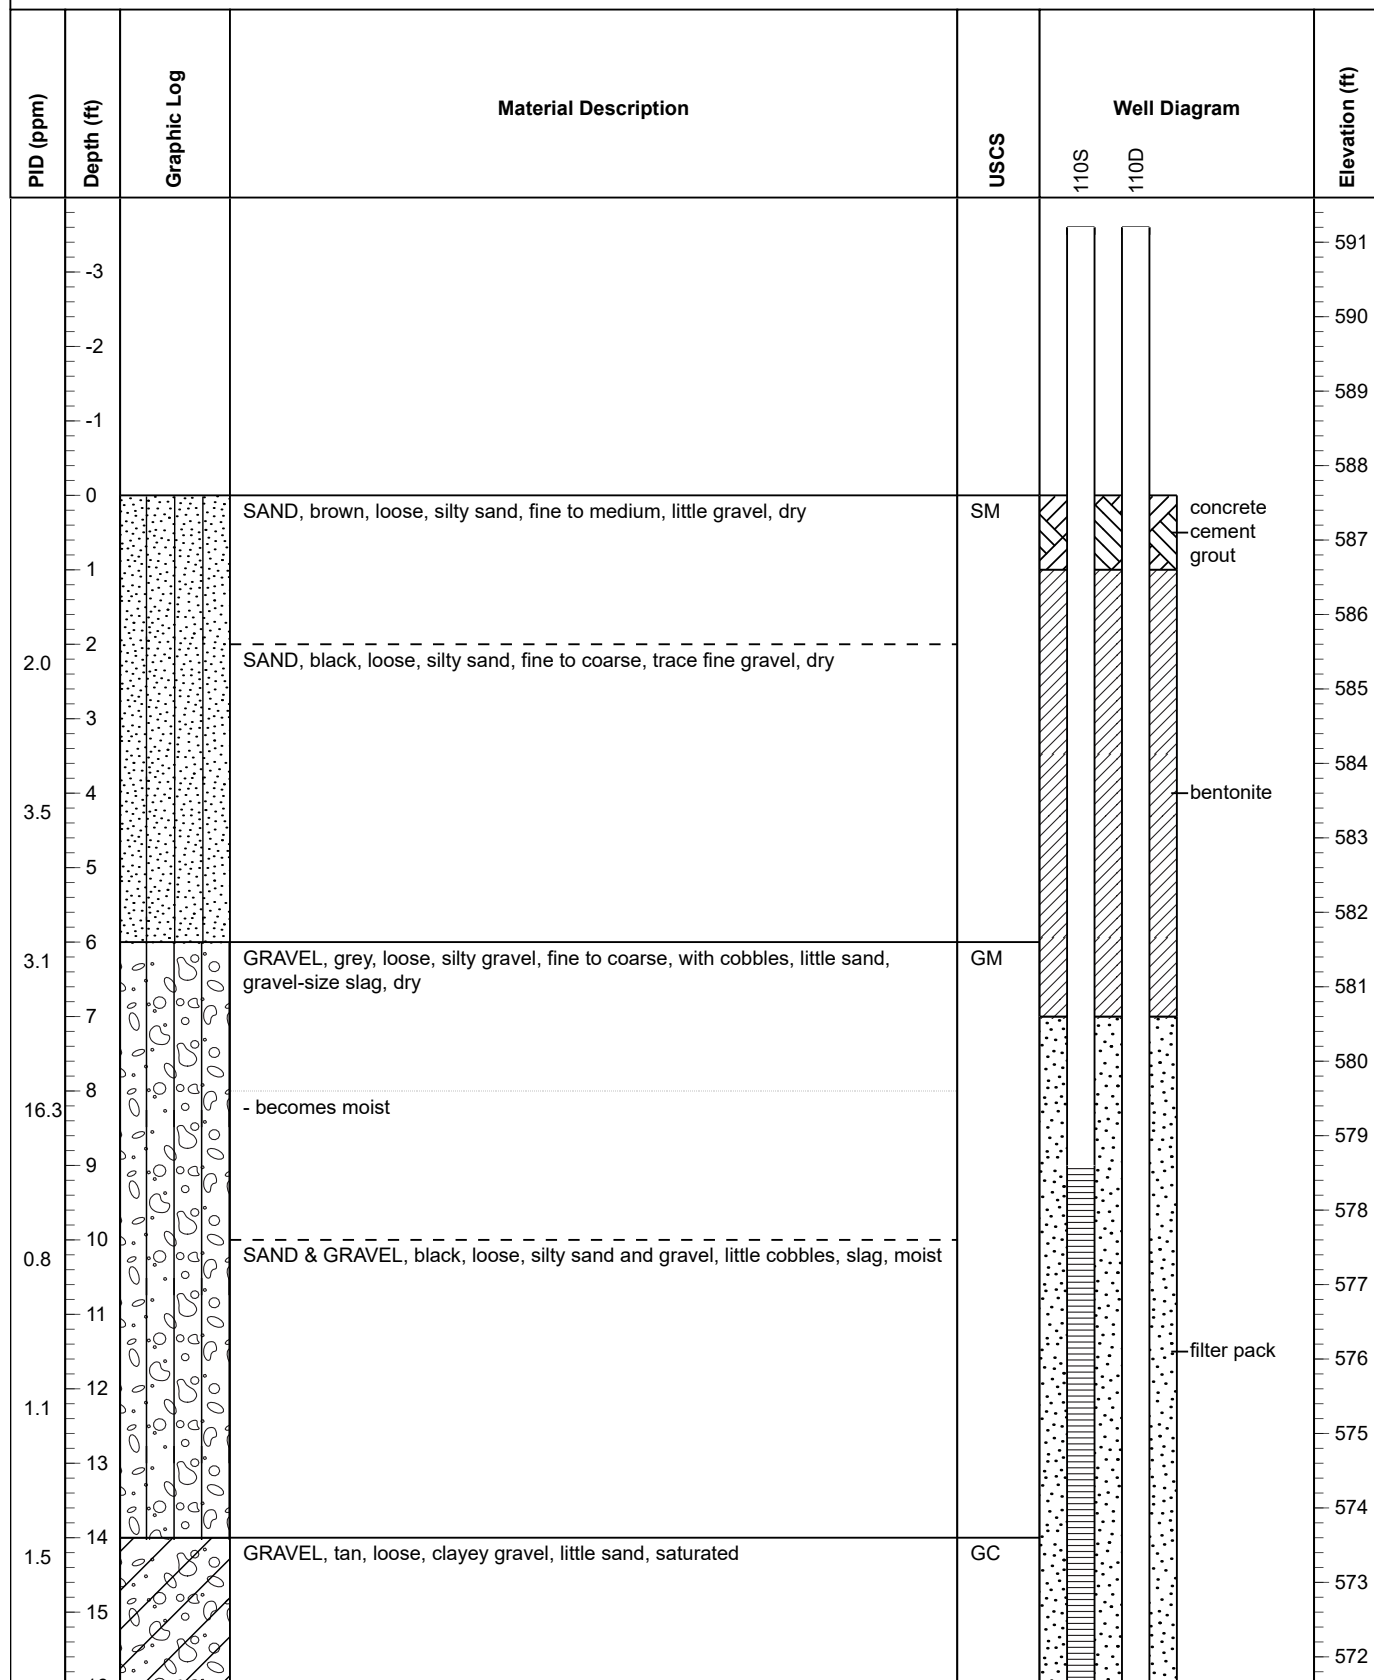 PID (ppm)
Depth (ft)
Graphic Log
Material Description
USCS
Well Diagram
110S
110D
Elevation (ft)
591
-3
590
-2
589
-1
588
0
SAND, brown, loose, silty sand, fine to medium, little gravel, dry
SM
concrete
cement
grout
587
1
586
2
SAND, black, loose, silty sand, fine to coarse, trace fine gravel, dry
2.0
585
3
584
4
bentonite
3.5
583
5
582
6
GRAVEL, grey, loose, silty gravel, fine to coarse, with cobbles, little sand,
gravel-size slag, dry
GM
3.1
581
7
580
8
- becomes moist
16.3
579
9
578
10
SAND & GRAVEL, black, loose, silty sand and gravel, little cobbles, slag, moist
0.8
577
11
576
filter pack
12
1.1
575
13
574
14
GRAVEL, tan, loose, clayey gravel, little sand, saturated
GC
1.5
573
15
572